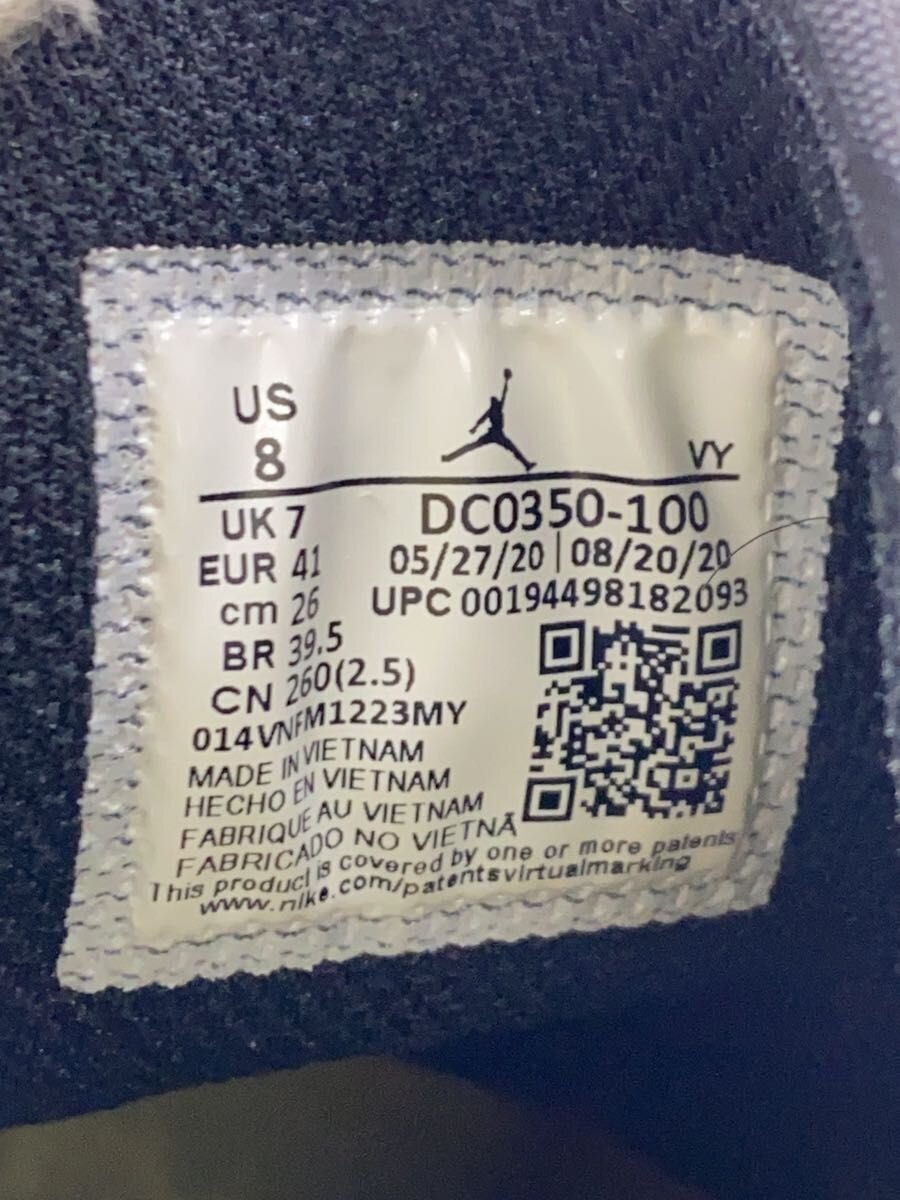 US
8
VY
UK 7
EUR 41
cm 26
BR 39.5
CN 260(2.5)
DC0350-100
05/27/20 | 08/20/20
UPC 00194498182093
014VNFM1223MY
MADE IN VIETNAM
HECHO EN VIETNAM
FABRIQUE AU VIETNAM
FABRICADO NO VIETNÃ
This product is covered by one or more patents
www.nike.com/patentsvirtualmarking